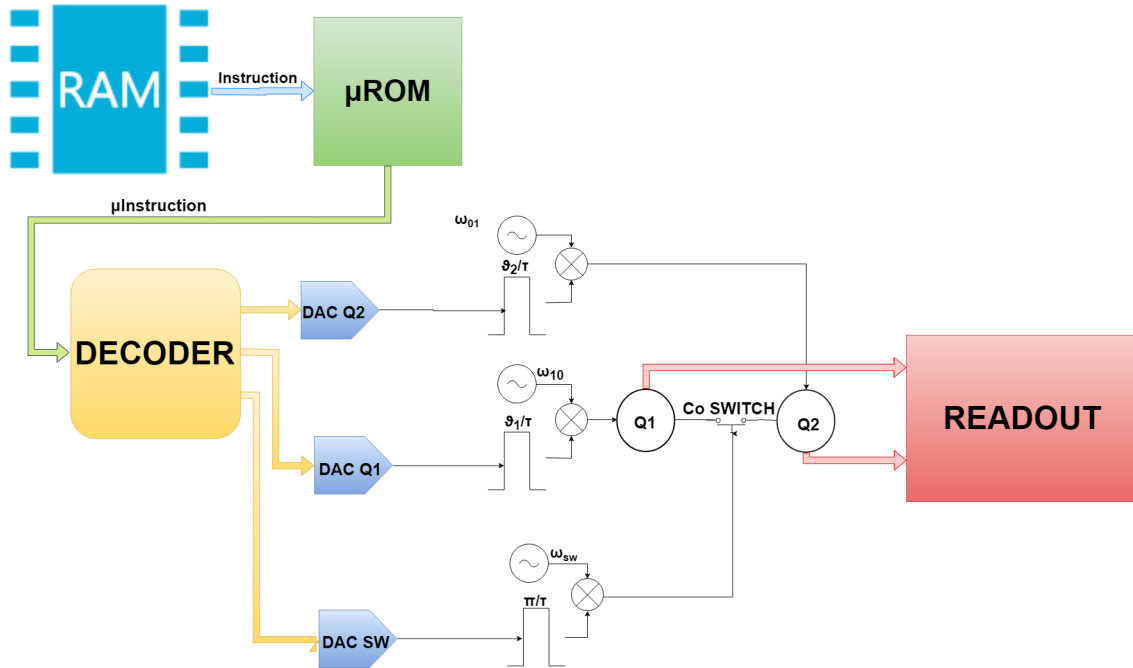 RAM
Instruction
μROM
μInstruction
ω01
ϑ2/τ
DECODER
DAC Q2
ω10
ϑ1/τ
Q1
Co SWITCH
Q2
READOUT
DAC Q1
ωsw
π/τ
DAC SW